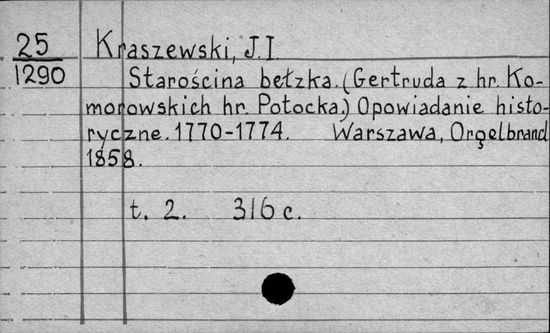 25
1290
Kraszewski, J. I.
Starościna bełzka. (Gertruda z hr. Ko-
morowskich hr. Potocka.) Opowiadanie histo-
ryczne. 1770-1774. Warszawa, Orgelbrand
1858.
t. 2. 316 c.